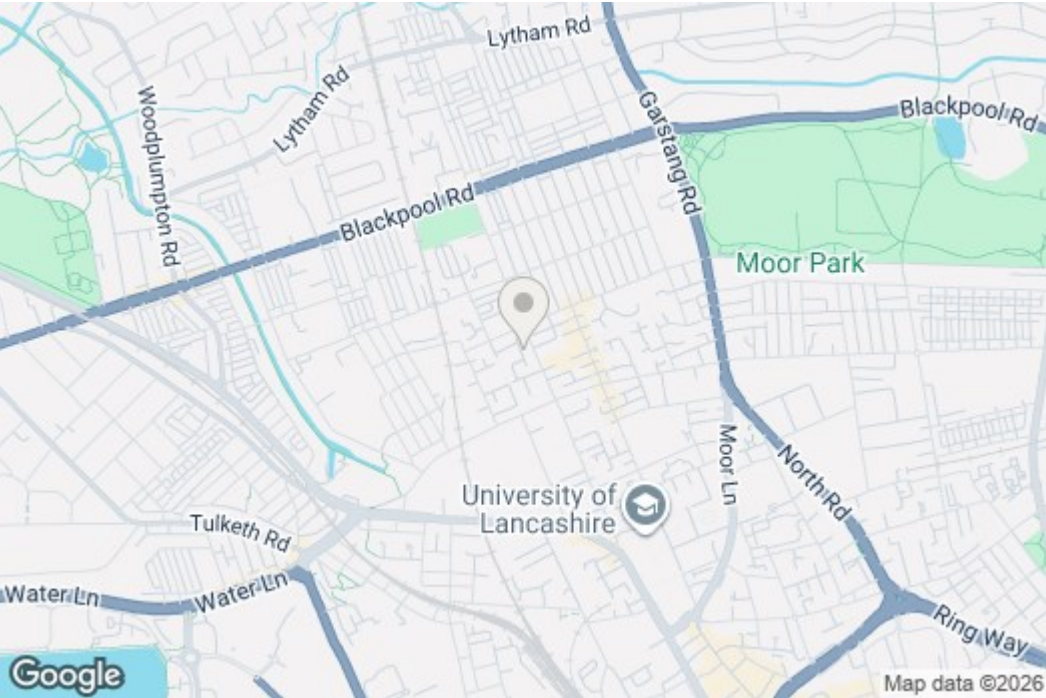 Lytham Rd
Lytham Rd
Woodplumpton Rd
Garstang Rd
Blackpool Rd
Blackpool Rd
Moor Park
Moor Ln
North Rd
University of
Lancashire
Tulketh Rd
Water Ln
Water Ln
Ring Way
Google
Map data ©2026